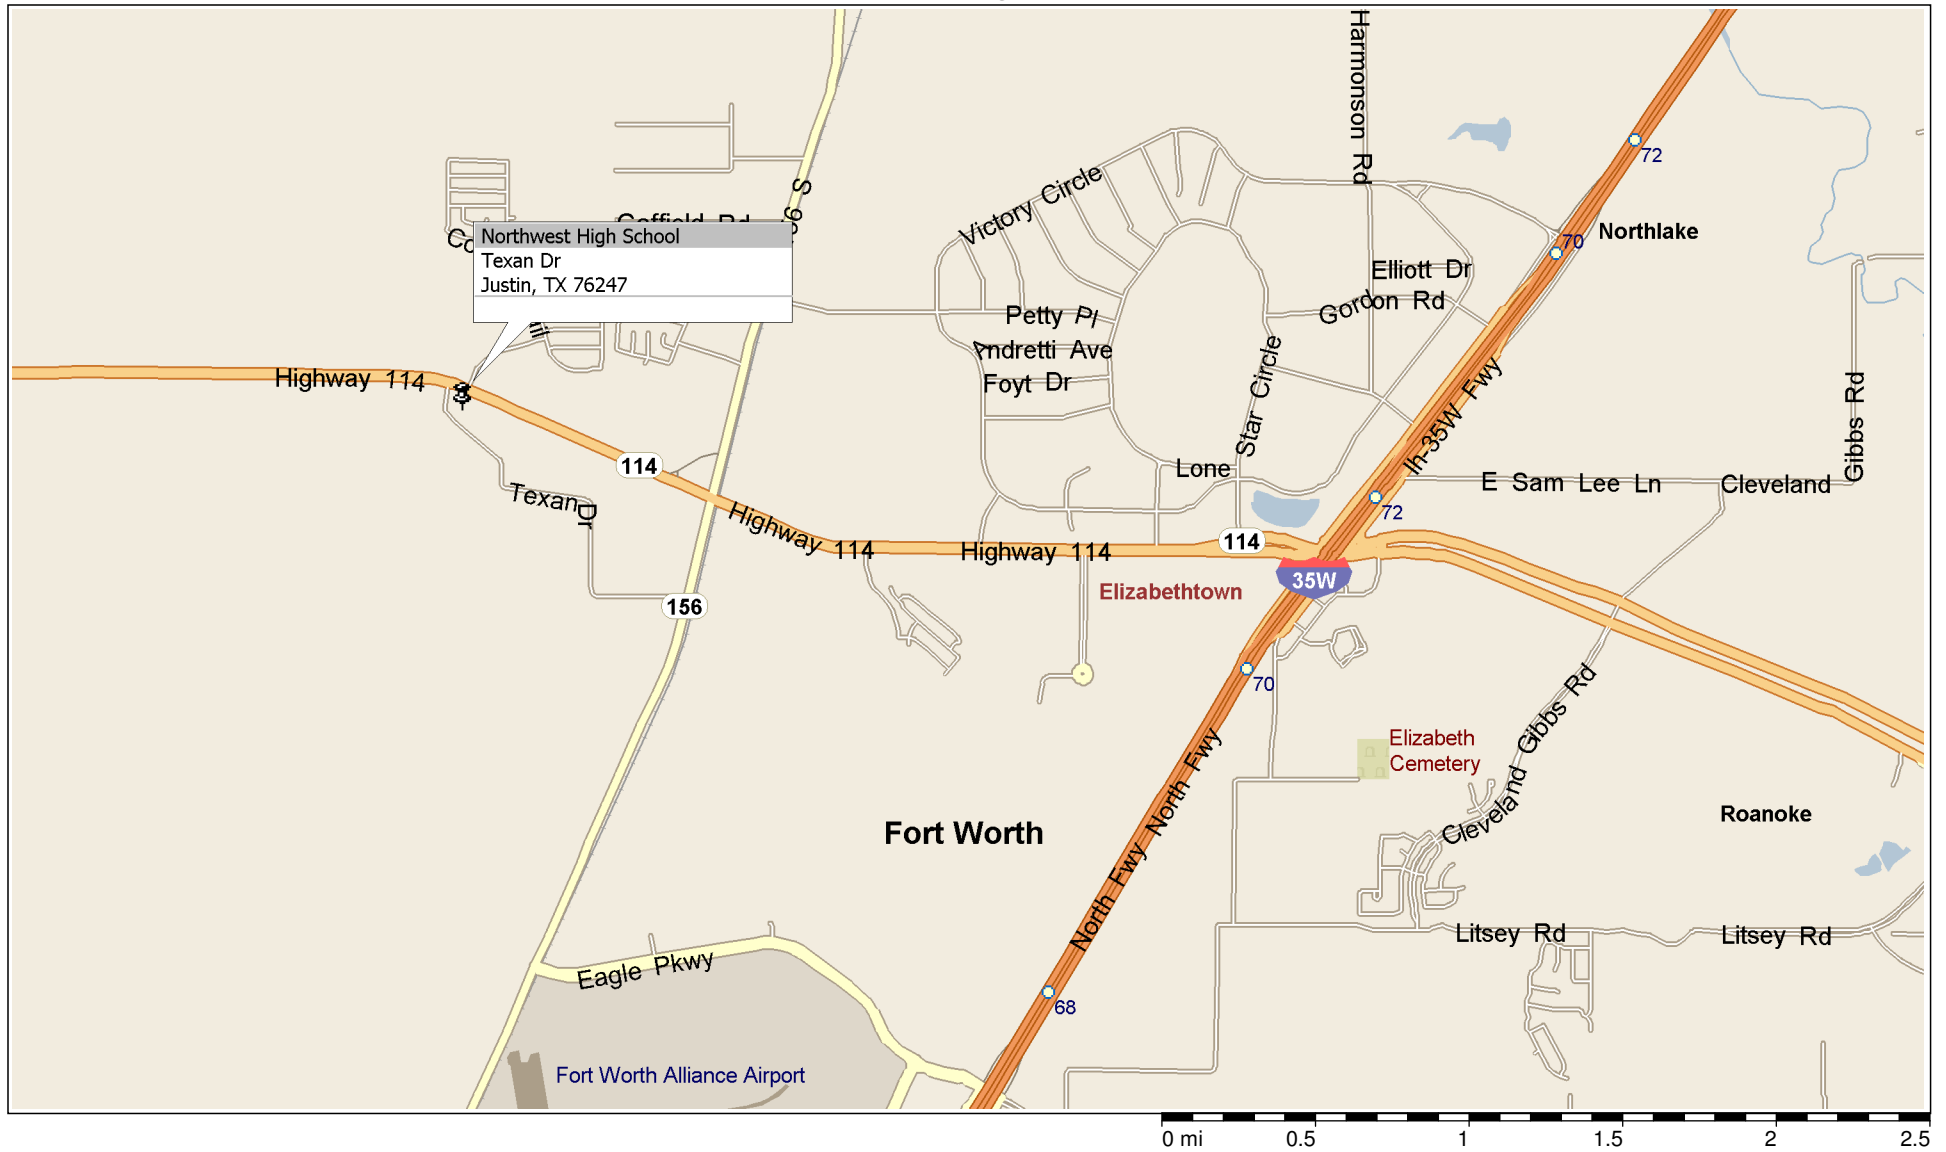 Harmonson Rd
72
S
Victory Circle
Northwest High School
Texan Dr
Justin, TX 76247
70
Northlake
Elliott Dr
Gordon Rd
Petty Pl
Andretti Ave
Foyt Dr
Highway 114
Star Circle
Ih-35W Fwy
Gibbs Rd
114
Lone
E Sam Lee Ln
Cleveland
Texan Dr
72
Highway 114
Highway 114
114
35W
Elizabethtown
156
70
Cleveland Gibbs Rd
Elizabeth
Cemetery
North Fwy
North Fwy
Fort Worth
Roanoke
Litsey Rd
Litsey Rd
Eagle Pkwy
68
Fort Worth Alliance Airport
0 mi 0.5 1 1.5 2 2.5